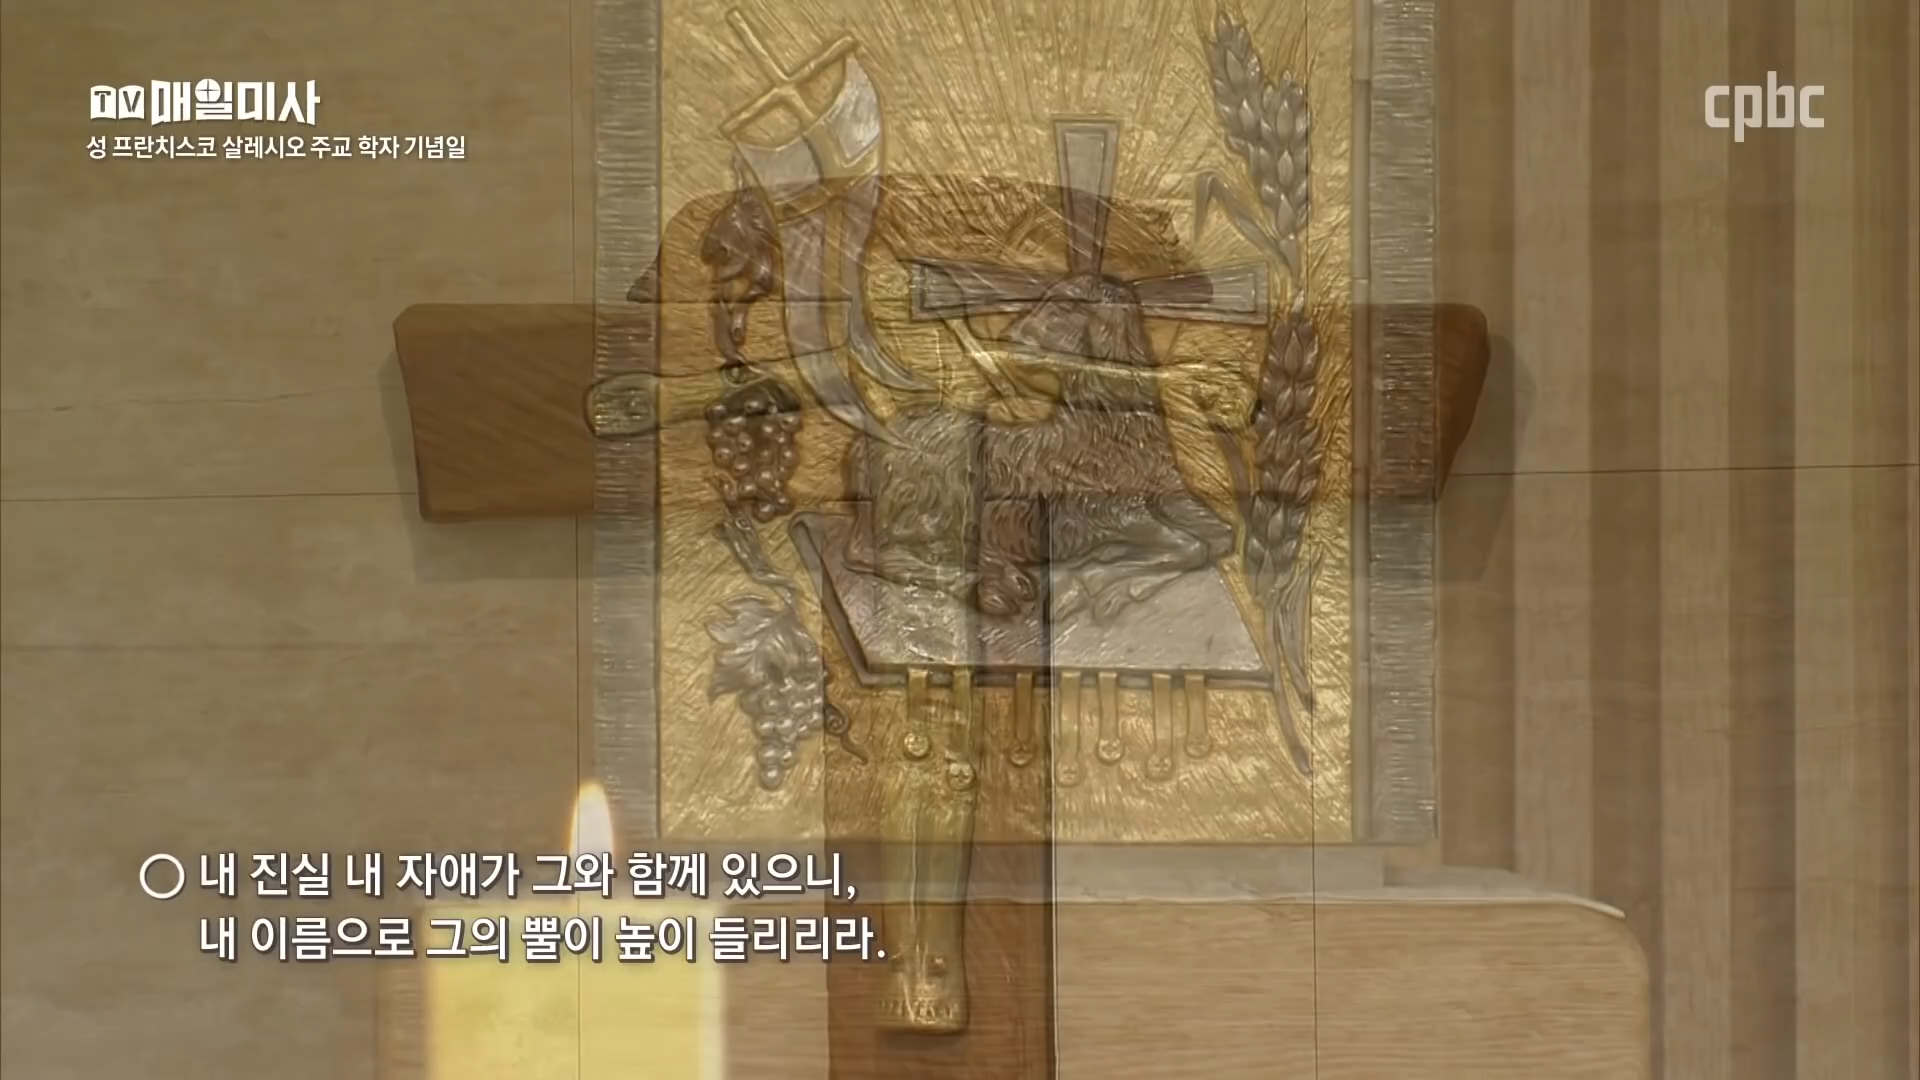 TV매일미사
성 프란치스코 살레시오 주교 학자 기념일
cpbc
○ 내 진실 내 자애가 그와 함께 있으니,
내 이름으로 그의 뿔이 높이 들리리라.